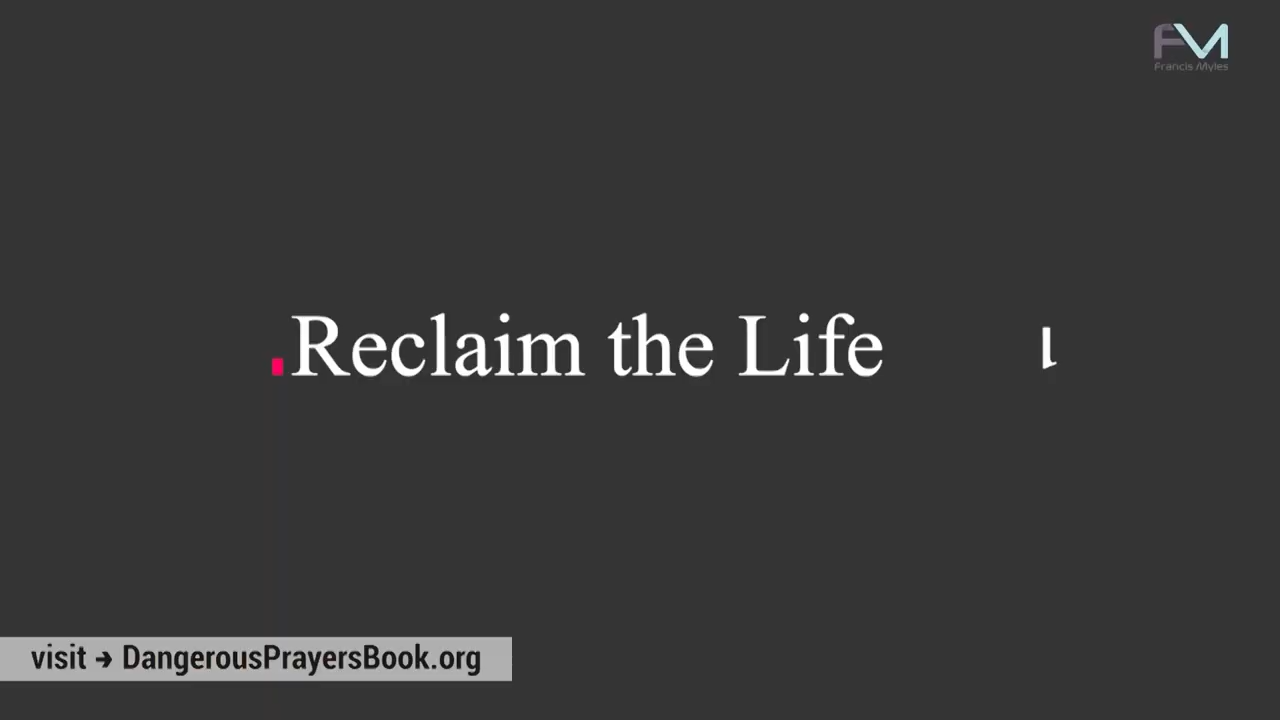 FM
Francis Myles
.Reclaim the Life
visit → DangerousPrayersBook.org